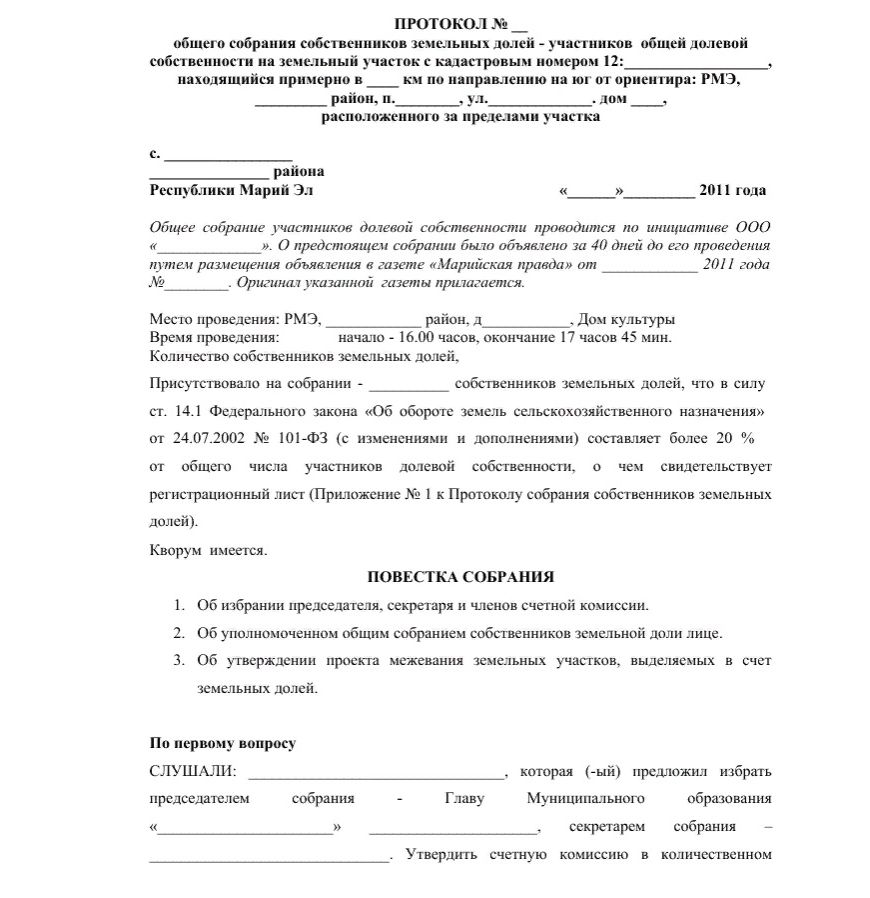 ПРОТОКОЛ № __
общего собрания собственников земельных долей - участников общей долевой
собственности на земельный участок с кадастровым номером 12:__________________,
находящийся примерно в ____ км по направлению на юг от ориентира: РМЭ,
_________ район, п.________, ул._____________. дом ____,
расположенного за пределами участка
с. ________________
_______________ района
Республики Марий Эл «______»_________ 2011 года
Общее собрание участников долевой собственности проводится по инициативе ООО
«_____________». О предстоящем собрании было объявлено за 40 дней до его проведения
путем размещения объявления в газете «Марийская правда» от ____________ 2011 года
№________. Оригинал указанной газеты прилагается.
Место проведения: РМЭ, ____________ район, д___________, Дом культуры
Время проведения: начало - 16.00 часов, окончание 17 часов 45 мин.
Количество собственников земельных долей,
Присутствовало на собрании - __________ собственников земельных долей, что в силу
ст. 14.1 Федерального закона «Об обороте земель сельскохозяйственного назначения»
от 24.07.2002 № 101-ФЗ (с изменениями и дополнениями) составляет более 20 %
от общего числа участников долевой собственности, о чем свидетельствует
регистрационный лист (Приложение № 1 к Протоколу собрания собственников земельных
долей).
Кворум имеется.
ПОВЕСТКА СОБРАНИЯ
1. Об избрании председателя, секретаря и членов счетной комиссии.
2. Об уполномоченном общим собранием собственников земельной доли лице.
3. Об утверждении проекта межевания земельных участков, выделяемых в счет
земельных долей.
По первому вопросу
СЛУШАЛИ: ________________________________, которая (-ый) предложил избрать
председателем собрания - Главу Муниципального образования
«______________________» _____________________, секретарем собрания –
______________________________. Утвердить счетную комиссию в количественном